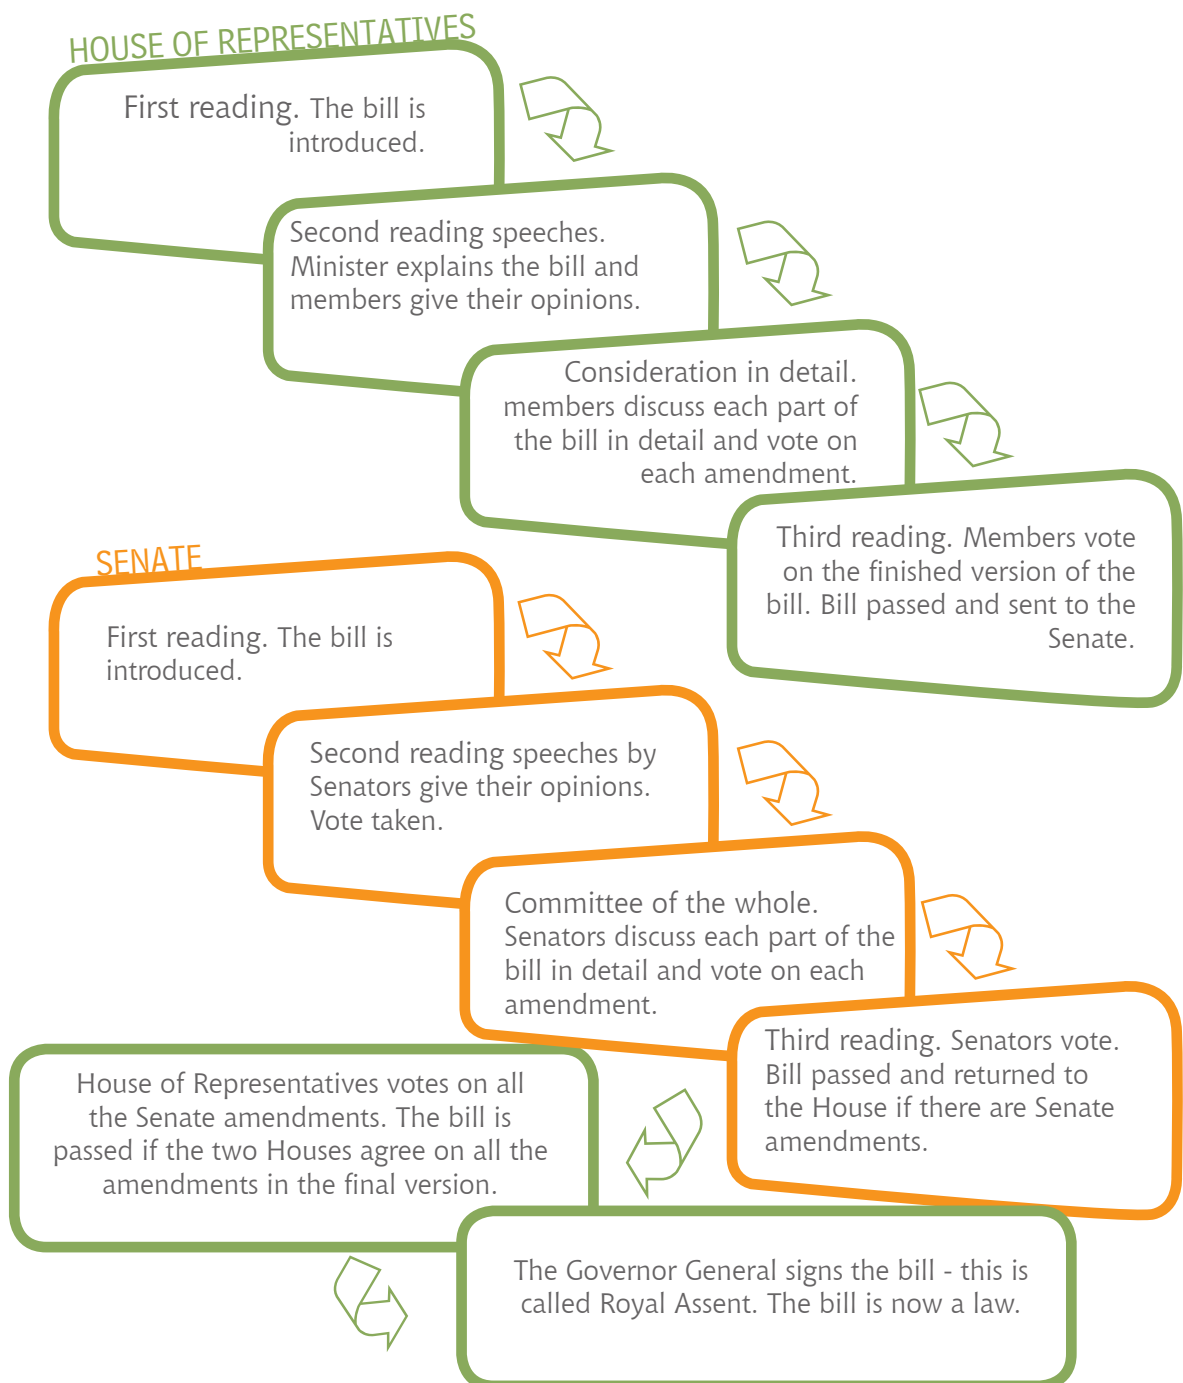 HOUSE OF REPRESENTATIVES
First reading. The bill is
introduced.
Second reading speeches.
Minister explains the bill and
members give their opinions.
Consideration in detail.
members discuss each part of
the bill in detail and vote on
each amendment.
Third reading. Members vote
on the finished version of the
bill. Bill passed and sent to the
Senate.
SENATE
First reading. The bill is
introduced.
Second reading speeches by
Senators give their opinions.
Vote taken.
Committee of the whole.
Senators discuss each part of the
bill in detail and vote on each
amendment.
Third reading. Senators vote.
Bill passed and returned to
the House if there are Senate
amendments.
House of Representatives votes on all
the Senate amendments. The bill is
passed if the two Houses agree on all the
amendments in the final version.
The Governor General signs the bill - this is
called Royal Assent. The bill is now a law.